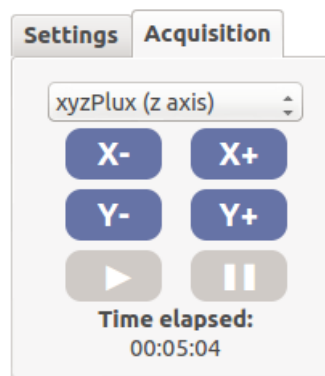 Settings Acquisition
xyzPlux (z axis)
X- X+
Y- Y+
Time elapsed:
00:05:04